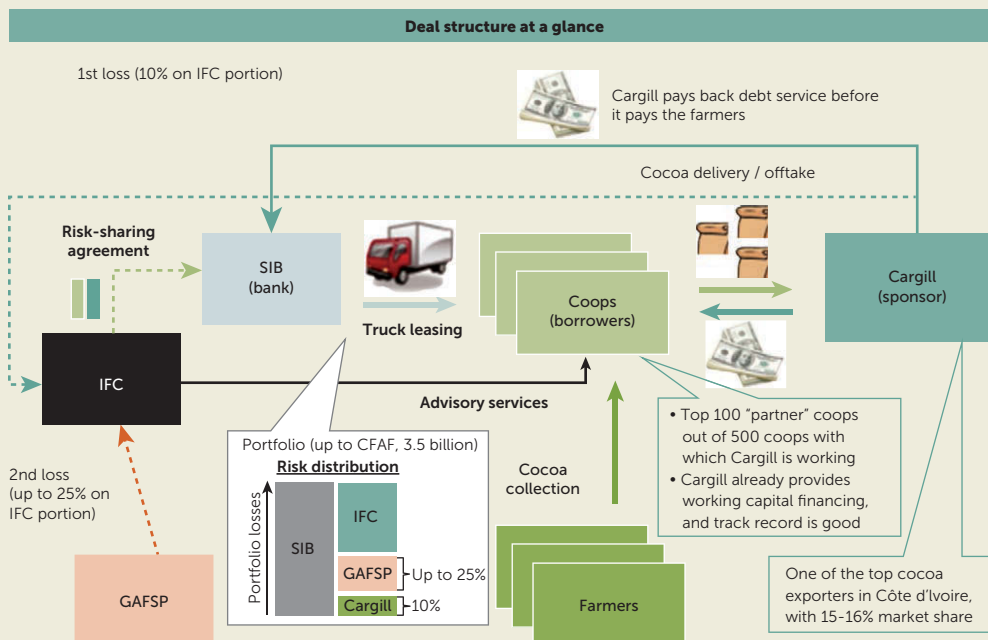 Deal structure at a glance
1st loss (10% on IFC portion)
Cargill pays back debt service before
it pays the farmers
Cocoa delivery / offtake
Risk-sharing
agreement
SIB
(bank)
Truck leasing
Coops
(borrowers)
Cargill
(sponsor)
IFC
Advisory services
• Top 100 "partner" coops
out of 500 coops with
which Cargill is working
• Cargill already provides
working capital financing,
and track record is good
2nd loss
(up to 25% on
IFC portion)
Portfolio (up to CFAF, 3.5 billion)
Risk distribution
Portfolio losses
SIB
IFC
GAFSP
Up to 25%
Cargill
10%
Cocoa
collection
Farmers
GAFSP
One of the top cocoa
exporters in Côte d'Ivoire,
with 15-16% market share